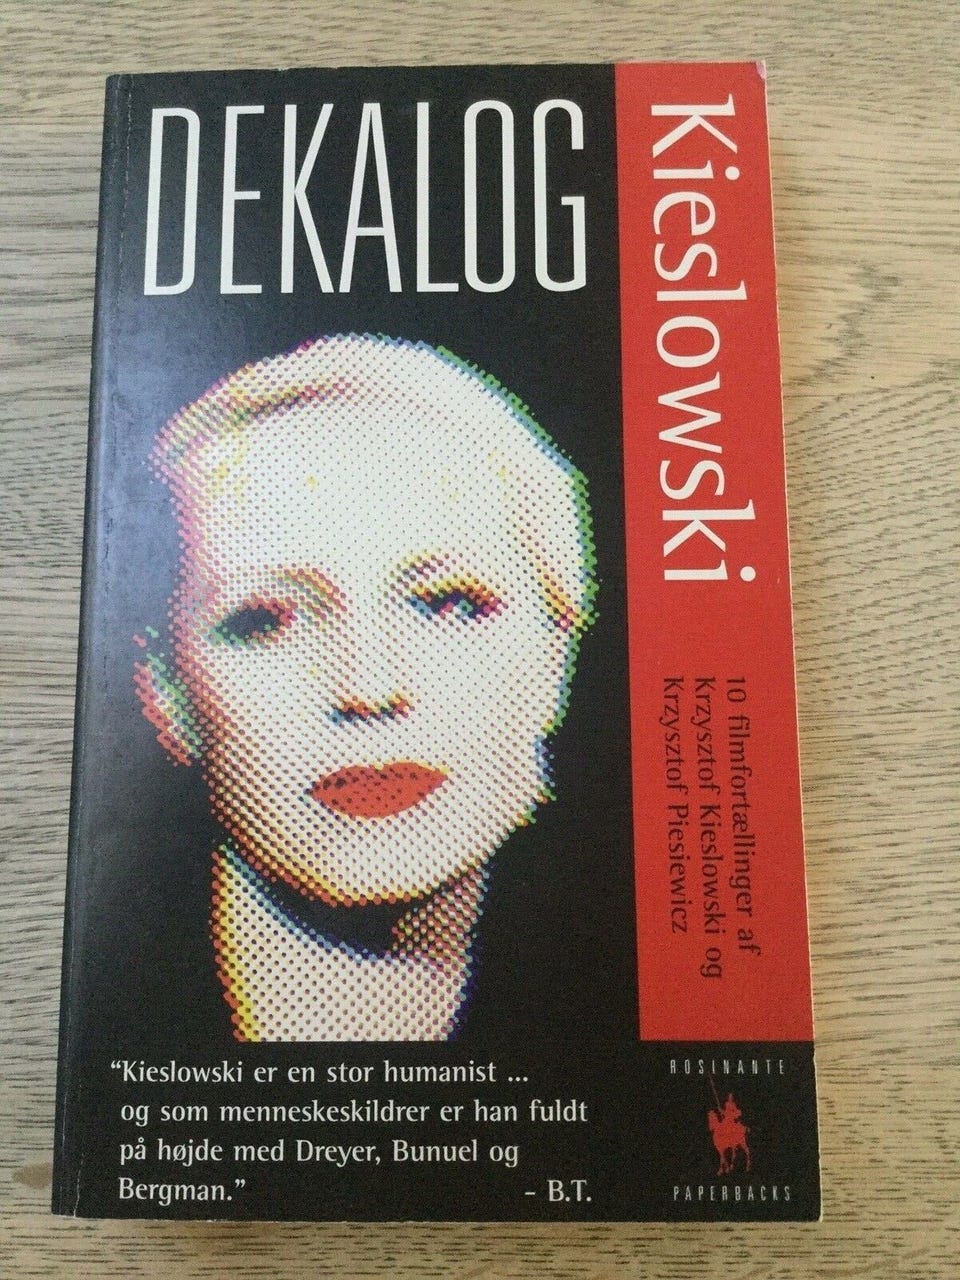 DEKALOG
Kieslowski
10 filmfortællinger af
Krzysztof Kieslowski og
Krzysztof Piesiewicz
“Kieslowski er en stor humanist ...
og som menneskeskildrer er han fuldt
på højde med Dreyer, Bunuel og
Bergman.” – B.T.
ROSINANTE
PAPERBACKS